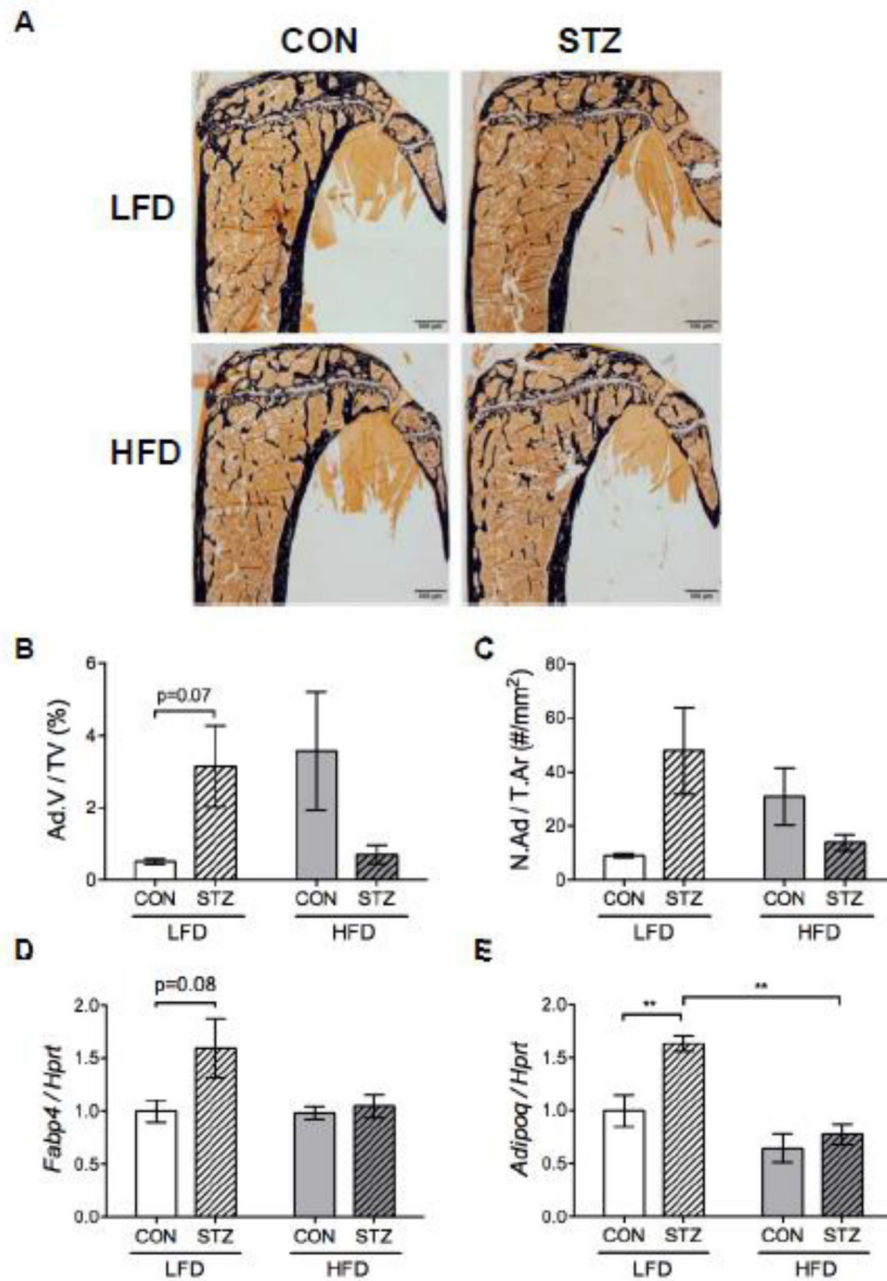 A
CON STZ
LFD
HFD
B
Ad.V / TV (%)
6
4
2
0
p=0.07
CON STZ CON STZ
LFD HFD
C
N.Ad / T.Ar (#/mm²)
80
60
40
20
0
CON STZ CON STZ
LFD HFD
D
Fabp4 / Hprt
2.0
1.5
1.0
0.5
0.0
p=0.08
CON STZ CON STZ
LFD HFD
E
Adipoq / Hprt
2.0
1.5
1.0
0.5
0.0
** **
CON STZ CON STZ
LFD HFD